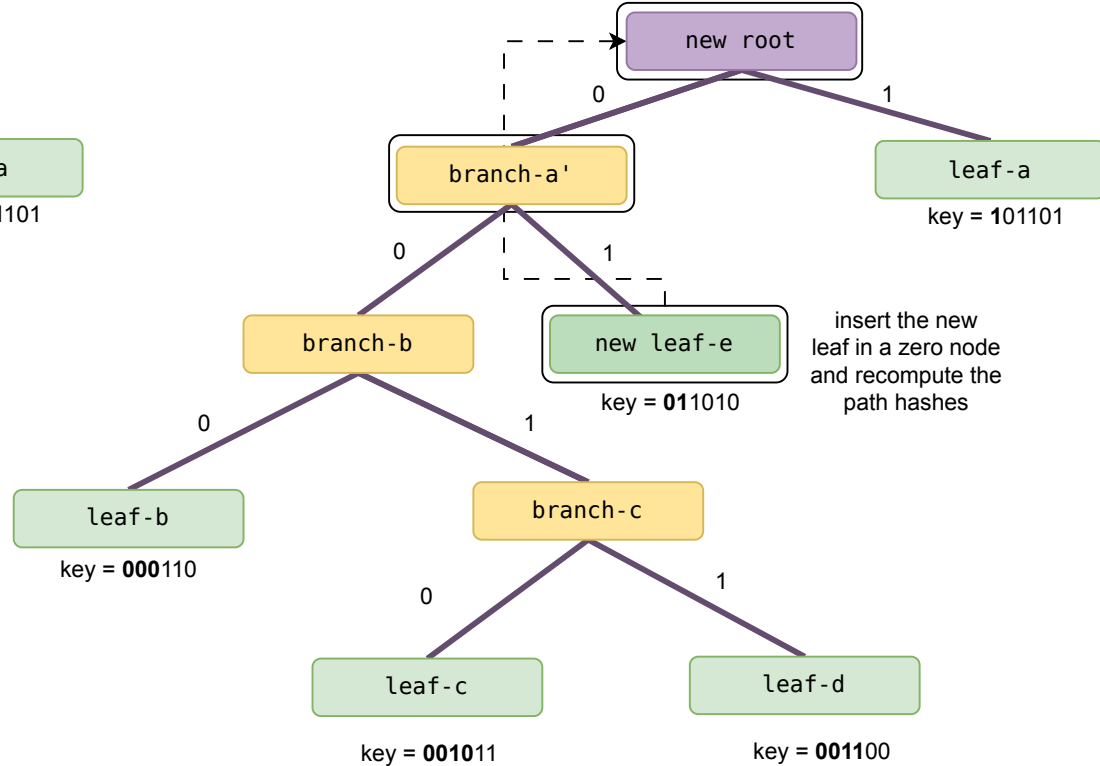 new root
0
1
a
branch-a'
leaf-a
1101
key = 101101
0
1
branch-b
new leaf-e
insert the new
leaf in a zero node
and recompute the
path hashes
key = 011010
0
1
leaf-b
branch-c
key = 000110
0
1
leaf-c
leaf-d
key = 001011
key = 001100